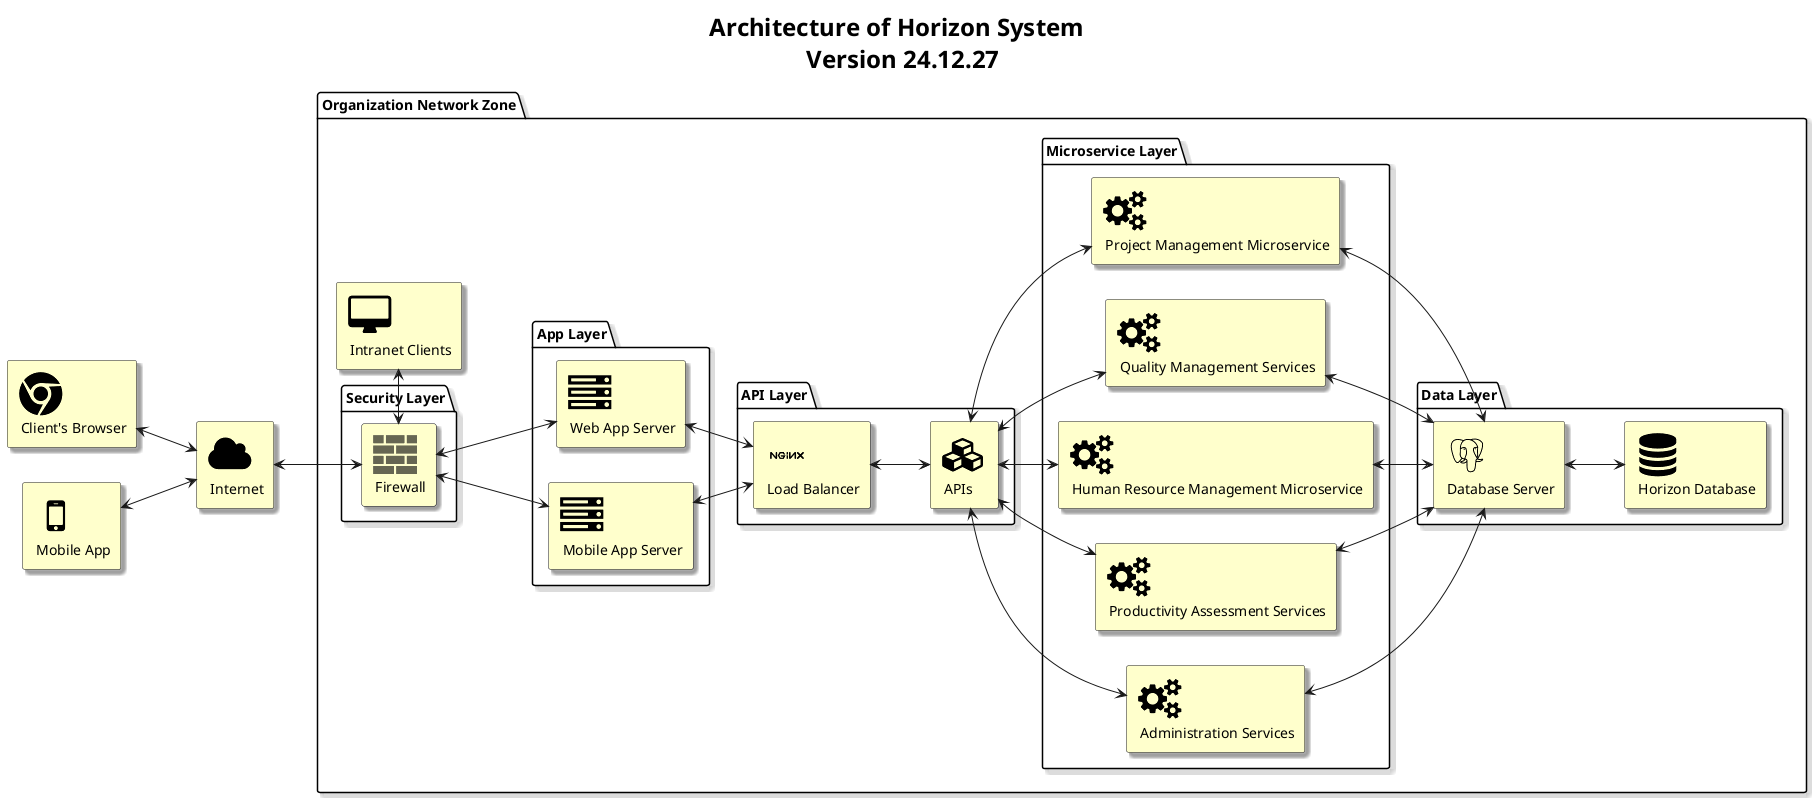 Architecture of Horizon System
Version 24.12.27
Organization Network Zone
Microservice Layer
Project Management Microservice
Intranet Clients
App Layer
Quality Management Services
Client's Browser
Security Layer
Web App Server
API Layer
Data Layer
Internet
Firewall
NGINX
Load Balancer
APIs
Human Resource Management Microservice
Database Server
Horizon Database
Mobile App
Mobile App Server
Productivity Assessment Services
Administration Services